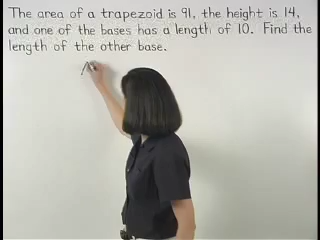 The area of a trapezoid is 91, the height is 14,
and one of the bases has a length of 10. Find the
length of the other base.